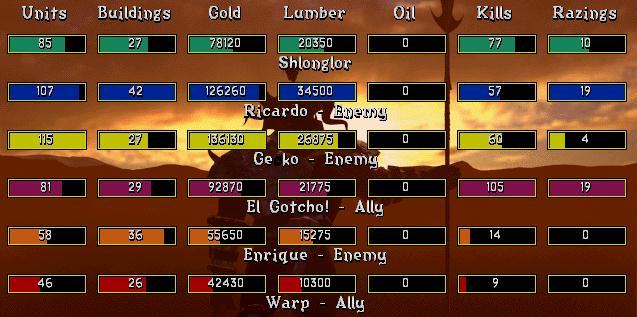 Units Buildings Gold Lumber Oil Kills Razings
85 27 78120 20350 0 77 10
Shlonglor
107 42 126260 34500 0 57 19
Ricardo - Enemy
115 27 136130 26875 0 60 4
Gecko - Enemy
81 29 92870 21775 0 105 19
El Gotcho! - Ally
58 36 55650 15275 0 14 0
Enrique - Enemy
46 26 42430 10300 0 9 0
Warp - Ally